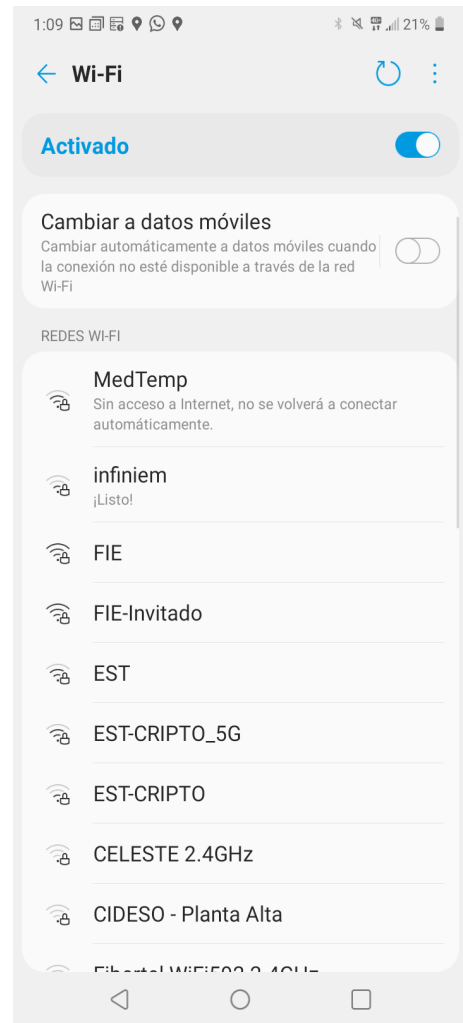 1:09 21%
Wi-Fi
Activado
Cambiar a datos móviles
Cambiar automáticamente a datos móviles cuando
la conexión no esté disponible a través de la red
Wi-Fi
REDES WI-FI
MedTemp
Sin acceso a Internet, no se volverá a conectar
automáticamente.
infiniem
¡Listo!
FIE
FIE-Invitado
EST
EST-CRIPTO_5G
EST-CRIPTO
CELESTE 2.4GHz
CIDESO - Planta Alta